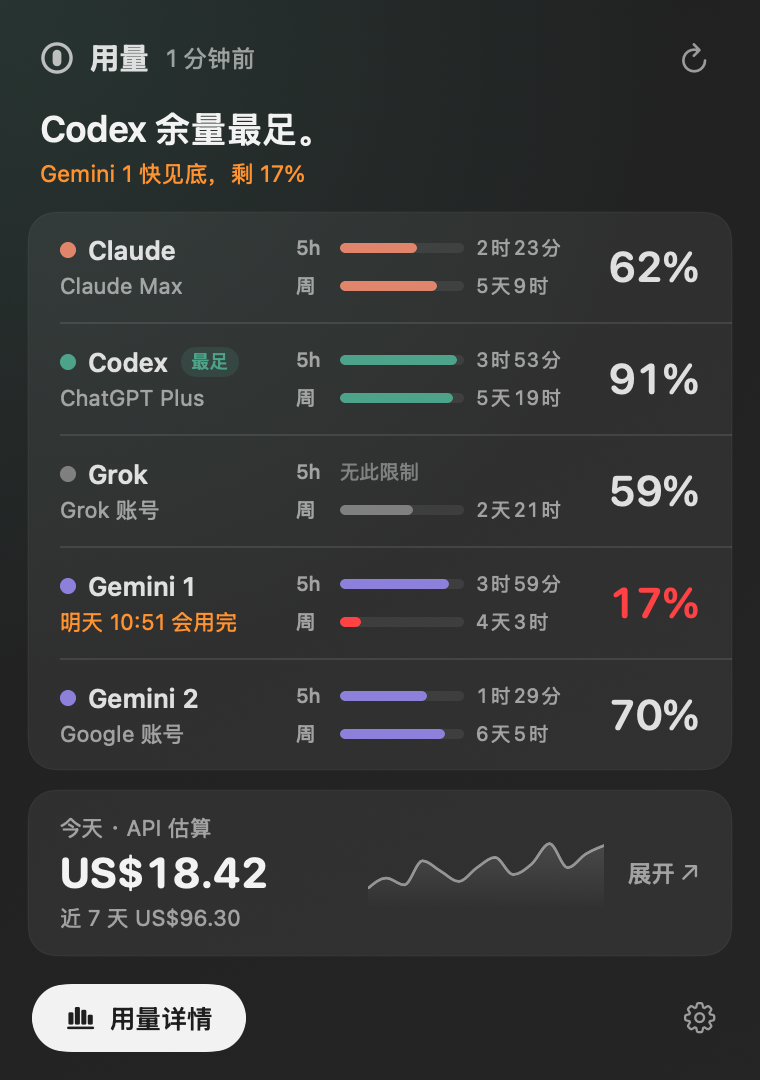 用量 1 分钟前
Codex 余量最足。
Gemini 1 快见底，剩 17%
Claude 5h 2时23分 62%
Claude Max 周 5天9时
Codex 最足 5h 3时53分 91%
ChatGPT Plus 周 5天19时
Grok 5h 无此限制 59%
Grok 账号 周 2天21时
Gemini 1 5h 3时59分 17%
明天 10:51 会用完 周 4天3时
Gemini 2 5h 1时29分 70%
Google 账号 周 6天5时
今天 · API 估算
US$18.42
展开
近 7 天 US$96.30
用量详情